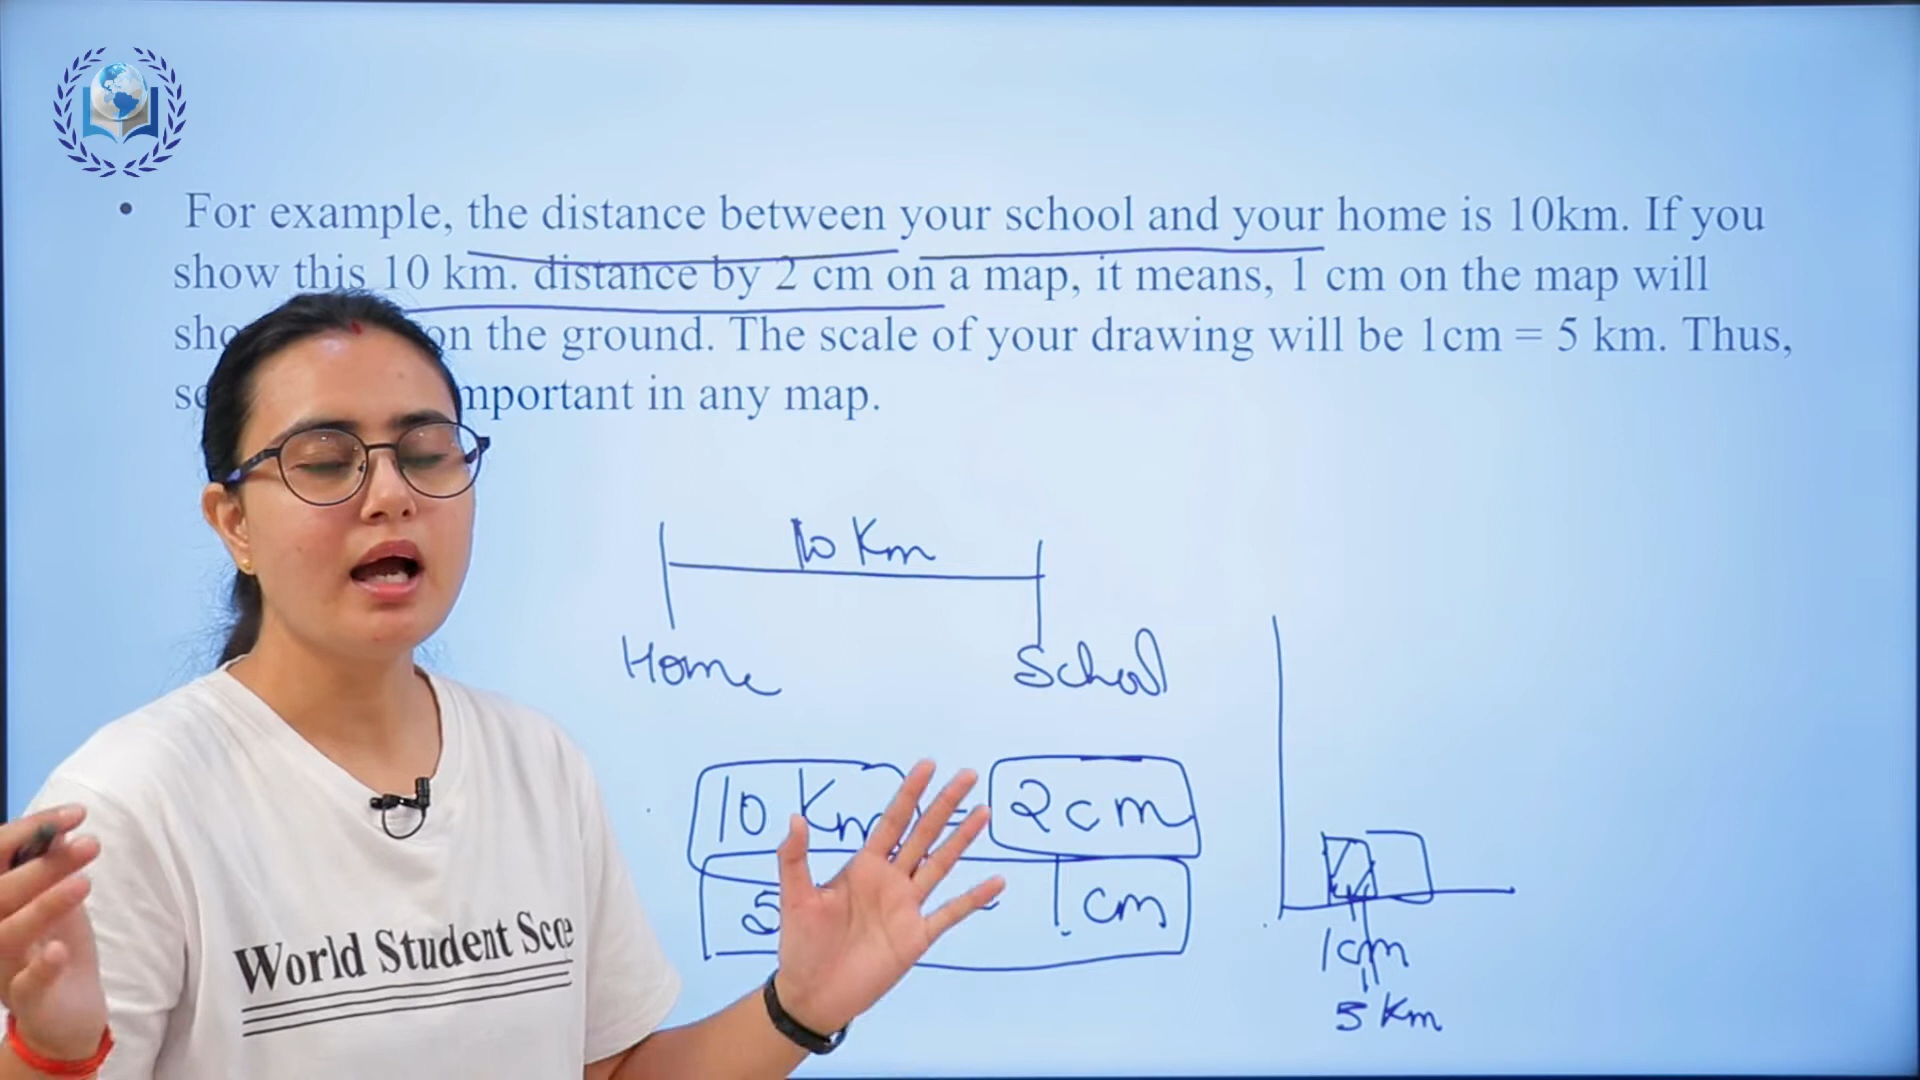 • For example, the distance between your school and your home is 10km. If you
show this 10 km. distance by 2 cm on a map, it means, 1 cm on the map will
on the ground. The scale of your drawing will be 1cm = 5 km. Thus,
mportant in any map.
10 Km
Home School
10 Km = 2cm
5 = 1 cm
1cm
5 Km
World Student